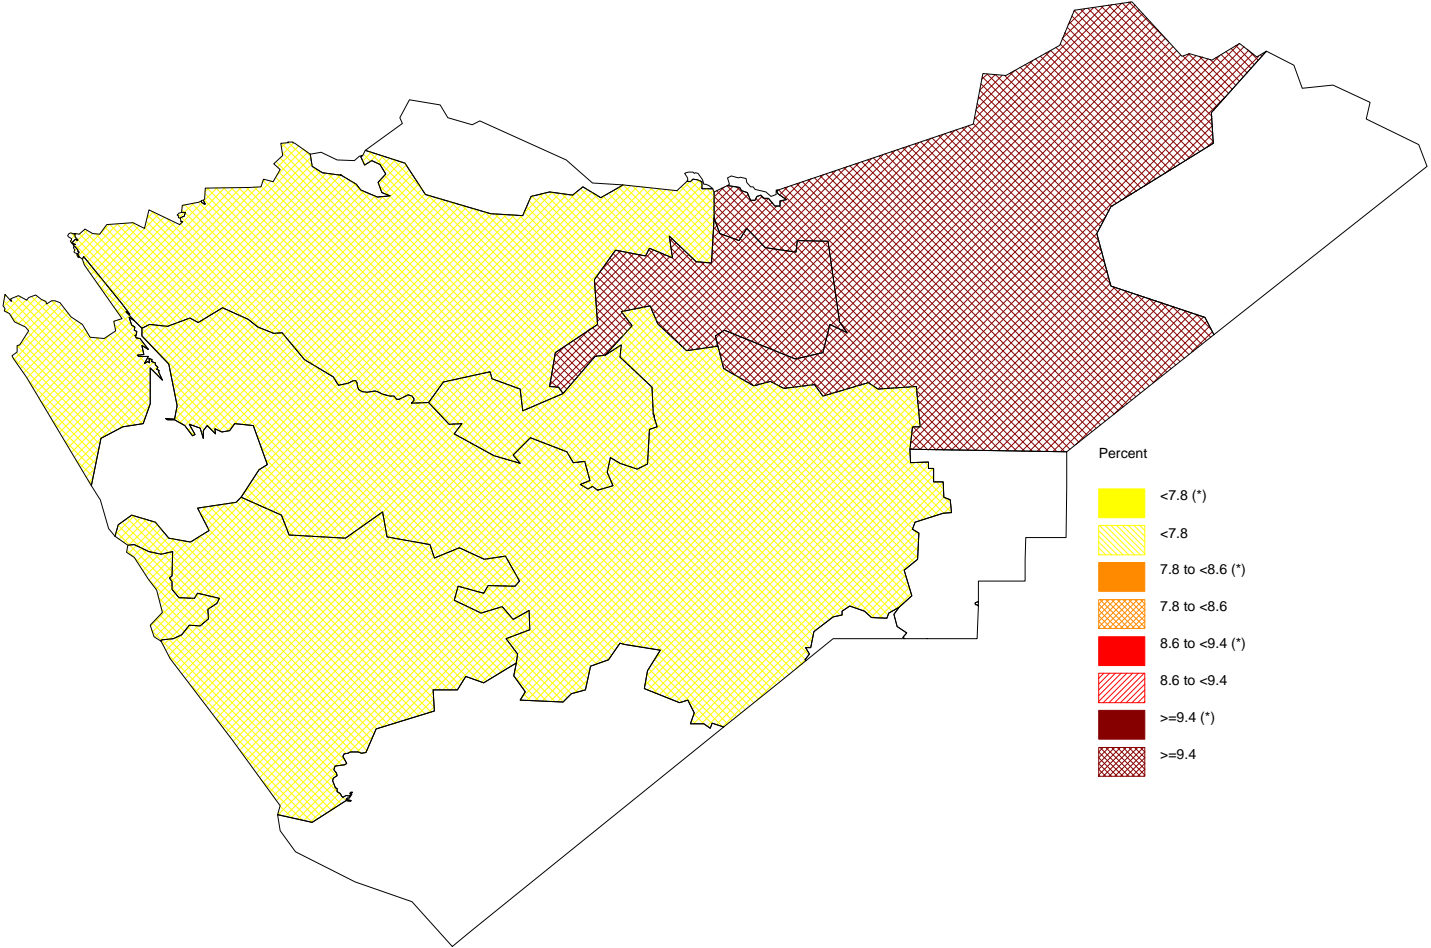 Percent
<7.8 (*)
<7.8
7.8 to <8.6 (*)
7.8 to <8.6
8.6 to <9.4 (*)
8.6 to <9.4
>=9.4 (*)
>=9.4